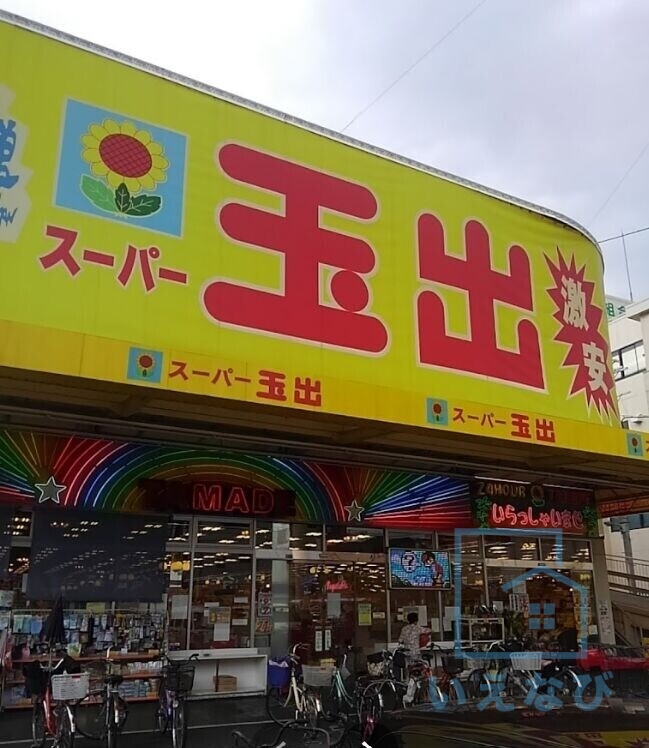 スーパー
玉出
激安
スーパー 玉出
スーパー 玉出
MAD
24HOUR
いらっしゃいませ
いえなび